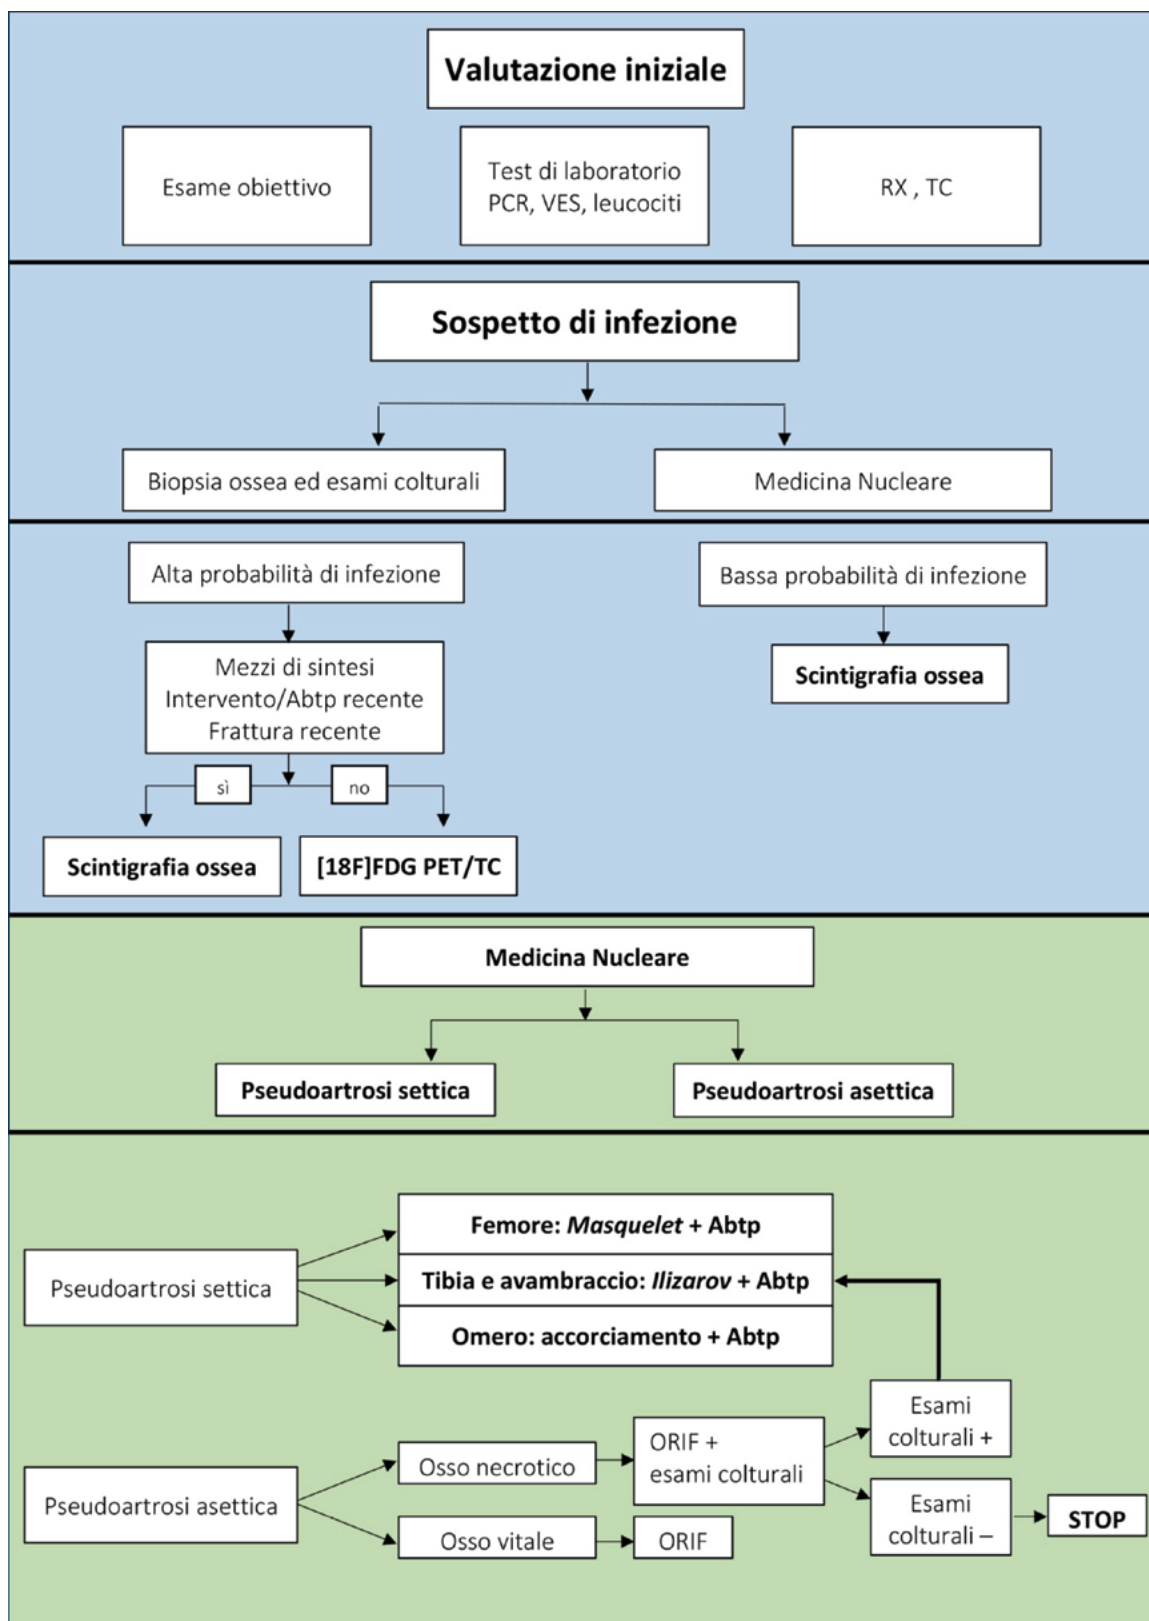 Valutazione iniziale
Esame obiettivo
Test di laboratorio
PCR, VES, leucociti
RX , TC
Sospetto di infezione
Biopsia ossea ed esami colturali
Medicina Nucleare
Alta probabilità di infezione
Bassa probabilità di infezione
Mezzi di sintesi
Intervento/Abtp recente
Frattura recente
Scintigrafia ossea
sì
no
Scintigrafia ossea
[18F]FDG PET/TC
Medicina Nucleare
Pseudoartrosi settica
Pseudoartrosi asettica
Pseudoartrosi settica
Femore: Masquelet + Abtp
Tibia e avambraccio: Ilizarov + Abtp
Omero: accorciamento + Abtp
Pseudoartrosi asettica
Osso necrotico
ORIF +
esami colturali
Esami
colturali +
Esami
colturali –
STOP
Osso vitale
ORIF